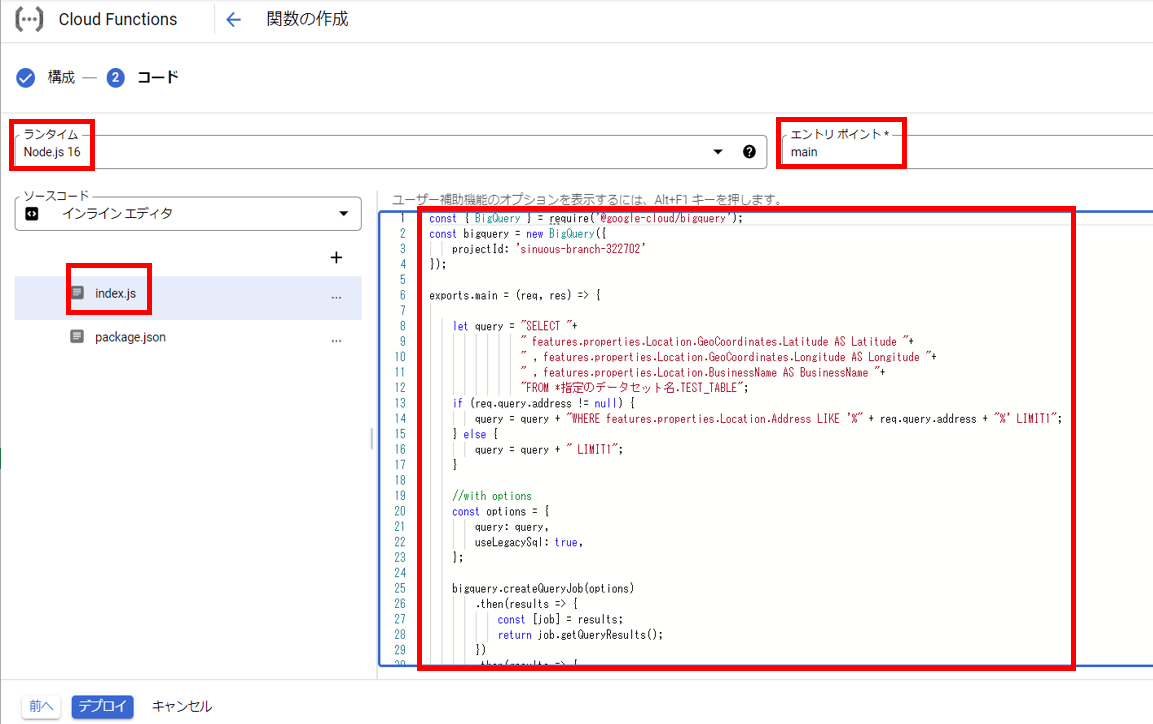 Cloud Functions
関数の作成
構成
2
コード
ランタイム
Node.js 16
エントリ ポイント *
main
ソースコード
インライン エディタ
index.js
...
package.json
...
ユーザー補助機能のオプションを表示するには、Alt+F1 キーを押します。
1 const { BigQuery } = require('@google-cloud/bigquery');
2 const bigquery = new BigQuery({
3 projectId: 'sinuous-branch-322702'
4 });
5
6 exports.main = (req, res) => {
7
8 let query = "SELECT "+
9 " features.properties.Location.GeoCoordinates.Latitude AS Latitude "+
10 " , features.properties.Location.GeoCoordinates.Longitude AS Longitude "+
11 " , features.properties.Location.BusinessName AS BusinessName "+
12 "FROM *指定のデータセット名.TEST_TABLE";
13 if (req.query.address != null) {
14 query = query + "WHERE features.properties.Location.Address LIKE '%" + req.query.address + "%' LIMIT1";
15 } else {
16 query = query + " LIMIT1";
17 }
18
19 //with options
20 const options = {
21 query: query,
22 useLegacySql: true,
23 };
24
25 bigquery.createQueryJob(options)
26 .then(results => {
27 const [job] = results;
28 return job.getQueryResults();
29 })
30 .then(results => {
前へ
デプロイ
キャンセル